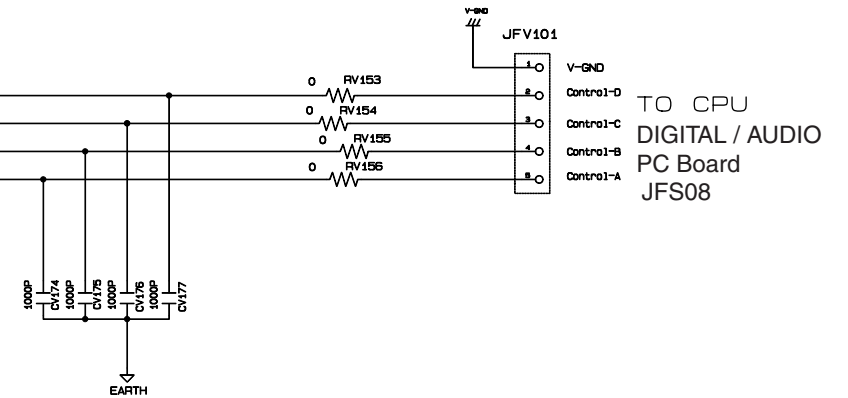 V-GND
JFV101
1
V-GND
0
RV153
2
Control-D
0
RV154
3
Control-C
0
RV155
4
Control-B
0
RV156
5
Control-A
TO CPU
DIGITAL / AUDIO
PC Board
JFS08
1000P
CV174
1000P
CV175
1000P
CV176
1000P
CV177
EARTH